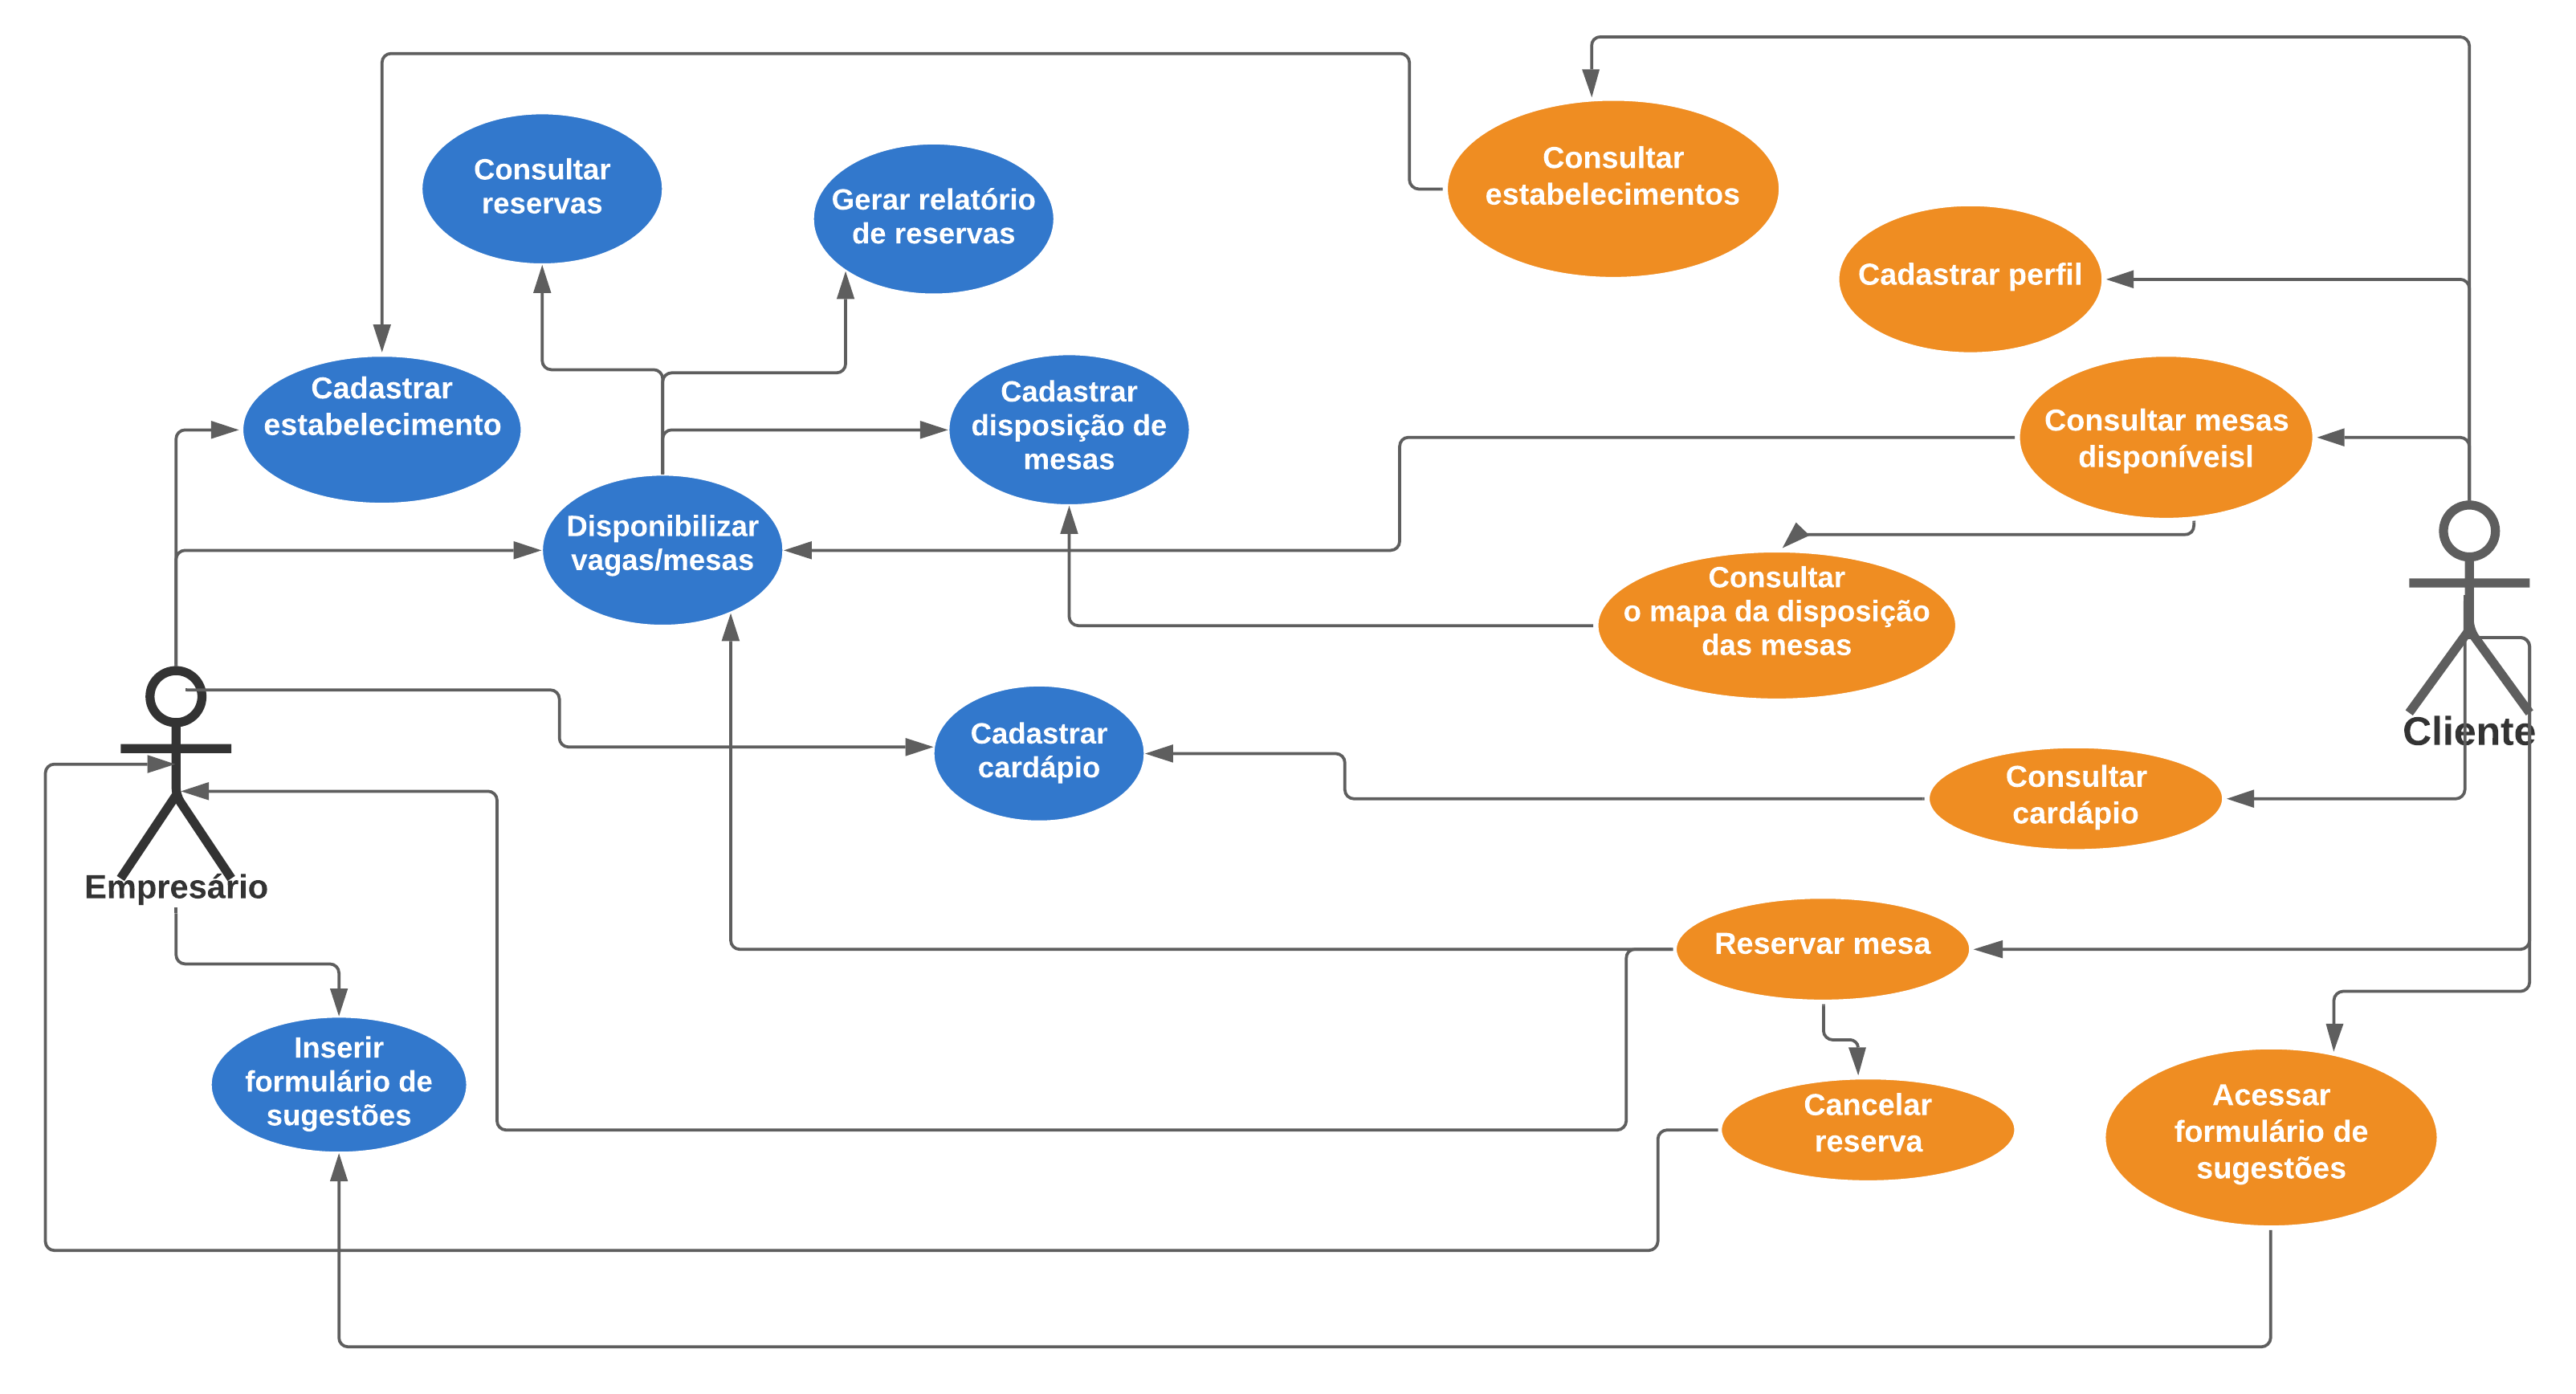 Consultar
reservas
Gerar relatório
de reservas
Consultar
estabelecimentos
Cadastrar perfil
Cadastrar
estabelecimento
Cadastrar
disposição de
mesas
Consultar mesas
disponíveisl
Disponibilizar
vagas/mesas
Consultar
o mapa da disposição
das mesas
Cadastrar
cardápio
Cliente
Consultar
cardápio
Empresário
Reservar mesa
Inserir
formulário de
sugestões
Cancelar
reserva
Acessar
formulário de
sugestões